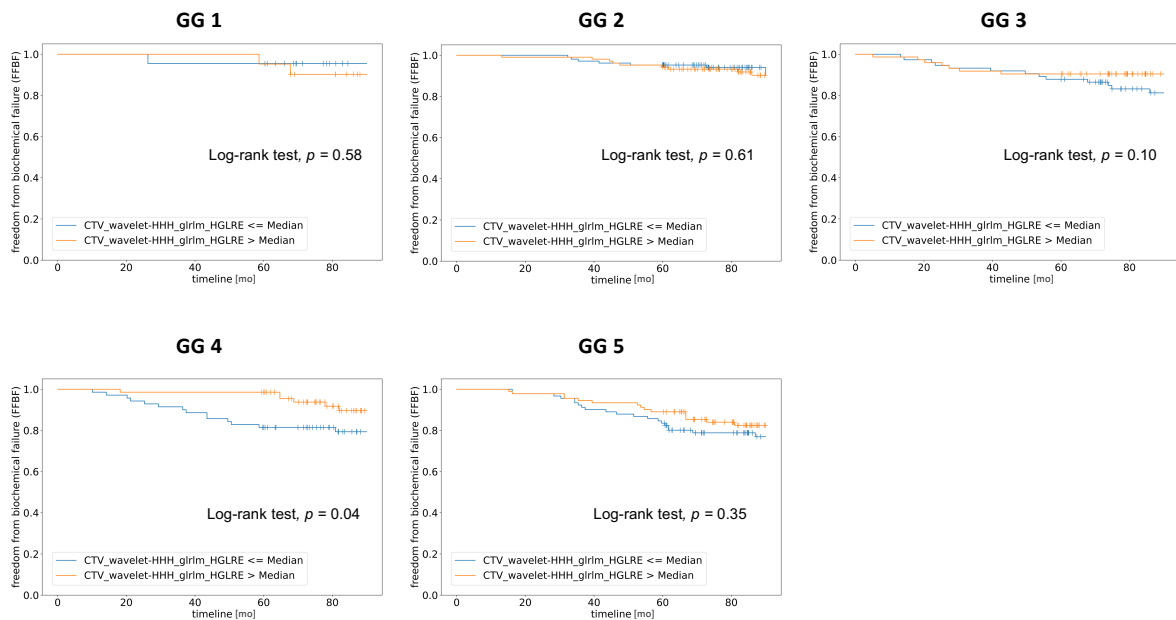 GG 1
freedom from biochemical failure (FFBF)
1.0
0.8
0.6
0.4
0.2
0.0
Log-rank test, p = 0.58
CTV_wavelet-HHH_glrlm_HGLRE <= Median
CTV_wavelet-HHH_glrlm_HGLRE > Median
0 20 40 60 80
timeline [mo]
GG 2
freedom from biochemical failure (FFBF)
1.0
0.8
0.6
0.4
0.2
0.0
Log-rank test, p = 0.61
CTV_wavelet-HHH_glrlm_HGLRE <= Median
CTV_wavelet-HHH_glrlm_HGLRE > Median
0 20 40 60 80
timeline [mo]
GG 3
freedom from biochemical failure (FFBF)
1.0
0.8
0.6
0.4
0.2
0.0
Log-rank test, p = 0.10
CTV_wavelet-HHH_glrlm_HGLRE <= Median
CTV_wavelet-HHH_glrlm_HGLRE > Median
0 20 40 60 80
timeline [mo]
GG 4
freedom from biochemical failure (FFBF)
1.0
0.8
0.6
0.4
0.2
0.0
Log-rank test, p = 0.04
CTV_wavelet-HHH_glrlm_HGLRE <= Median
CTV_wavelet-HHH_glrlm_HGLRE > Median
0 20 40 60 80
timeline [mo]
GG 5
freedom from biochemical failure (FFBF)
1.0
0.8
0.6
0.4
0.2
0.0
Log-rank test, p = 0.35
CTV_wavelet-HHH_glrlm_HGLRE <= Median
CTV_wavelet-HHH_glrlm_HGLRE > Median
0 20 40 60 80
timeline [mo]